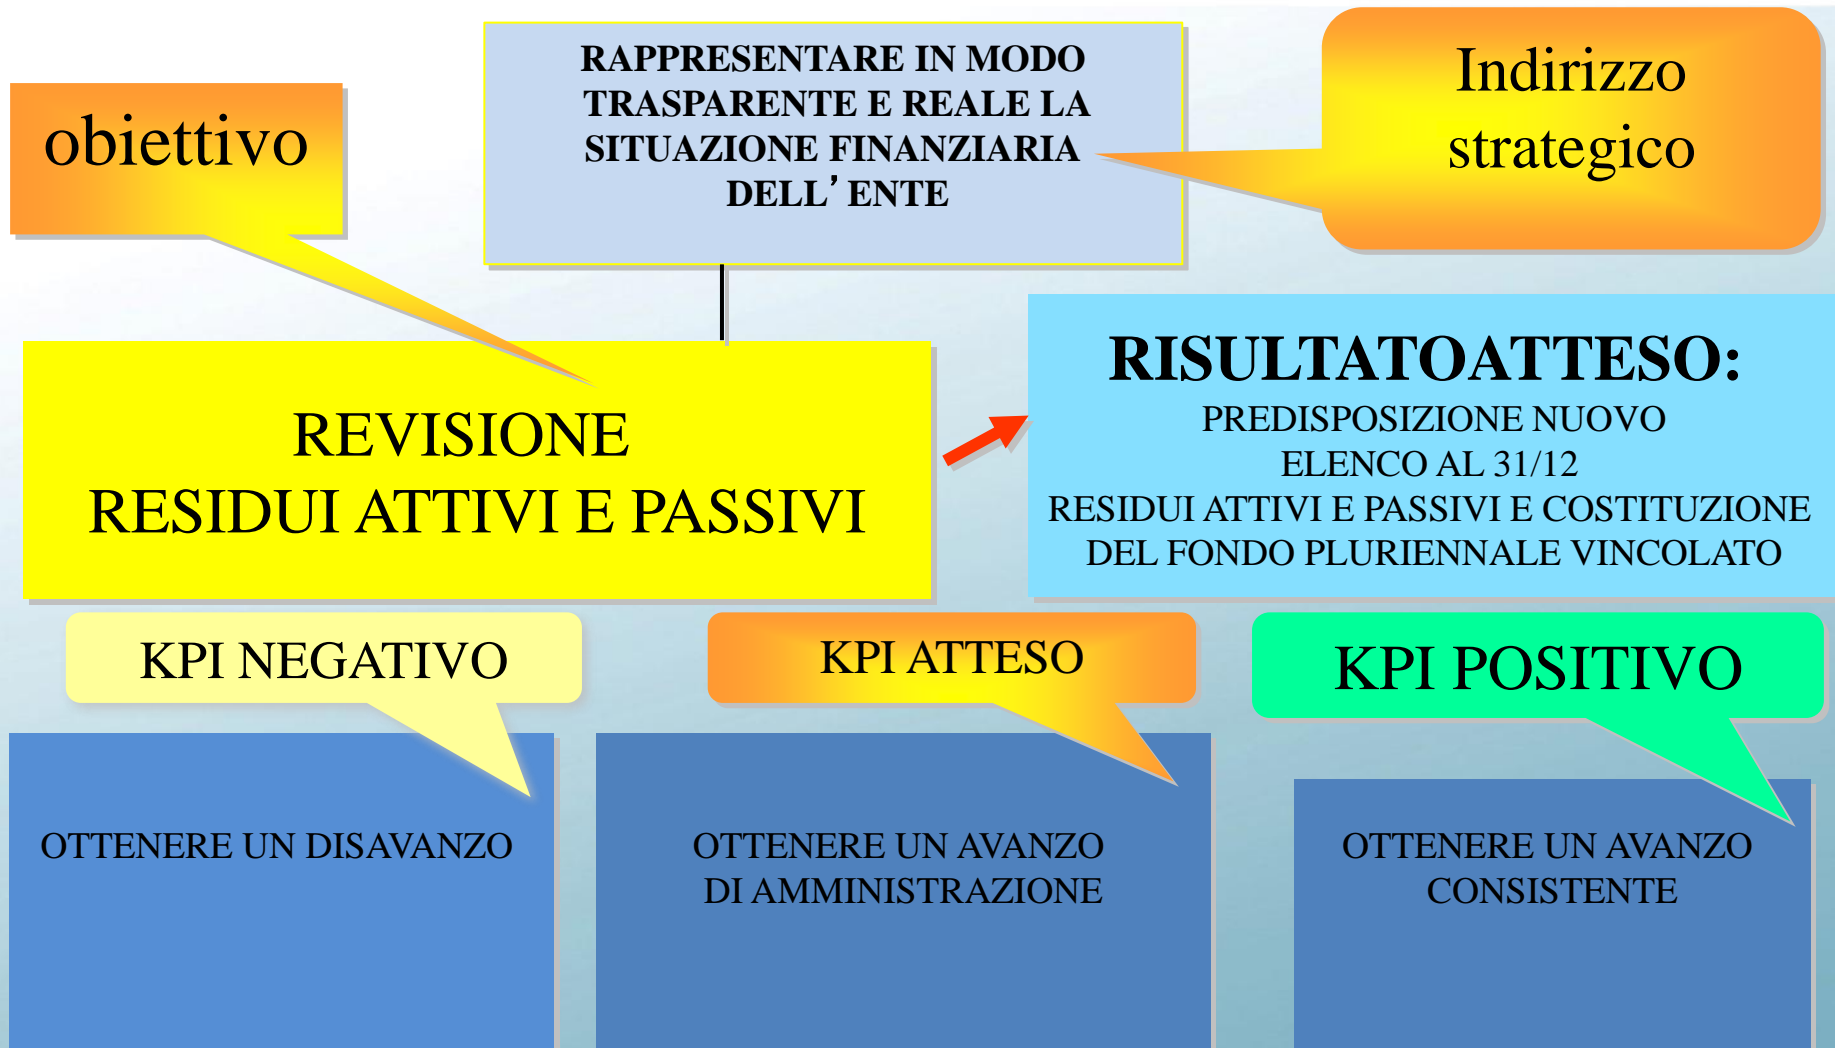 obiettivo
RAPPRESENTARE IN MODO
TRASPARENTE E REALE LA
SITUAZIONE FINANZIARIA
DELL’ENTE
Indirizzo
strategico
REVISIONE
RESIDUI ATTIVI E PASSIVI
RISULTATOATTESO:
PREDISPOSIZIONE NUOVO
ELENCO AL 31/12
RESIDUI ATTIVI E PASSIVI E COSTITUZIONE
DEL FONDO PLURIENNALE VINCOLATO
KPI NEGATIVO
OTTENERE UN DISAVANZO
KPI ATTESO
OTTENERE UN AVANZO
DI AMMINISTRAZIONE
KPI POSITIVO
OTTENERE UN AVANZO
CONSISTENTE